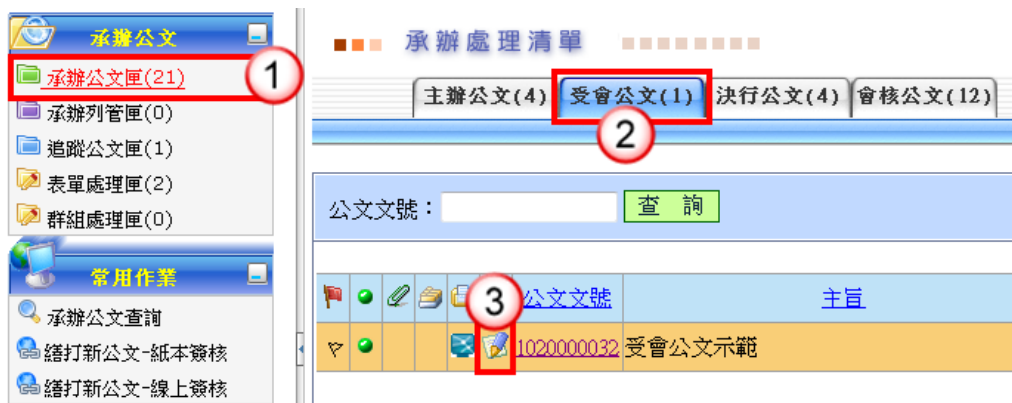 承辦公文
承辦公文匣(21)
1
承辦列管匣(0)
追蹤公文匣(1)
表單處理匣(2)
群組處理匣(0)
常用作業
承辦公文查詢
繕打新公文-紙本簽核
繕打新公文-線上簽核
承辦處理清單
主辦公文(4) 受會公文(1) 決行公文(4) 會核公文(12)
2
公文文號： 查 詢
3 公文文號 主旨
1020000032 受會公文示範